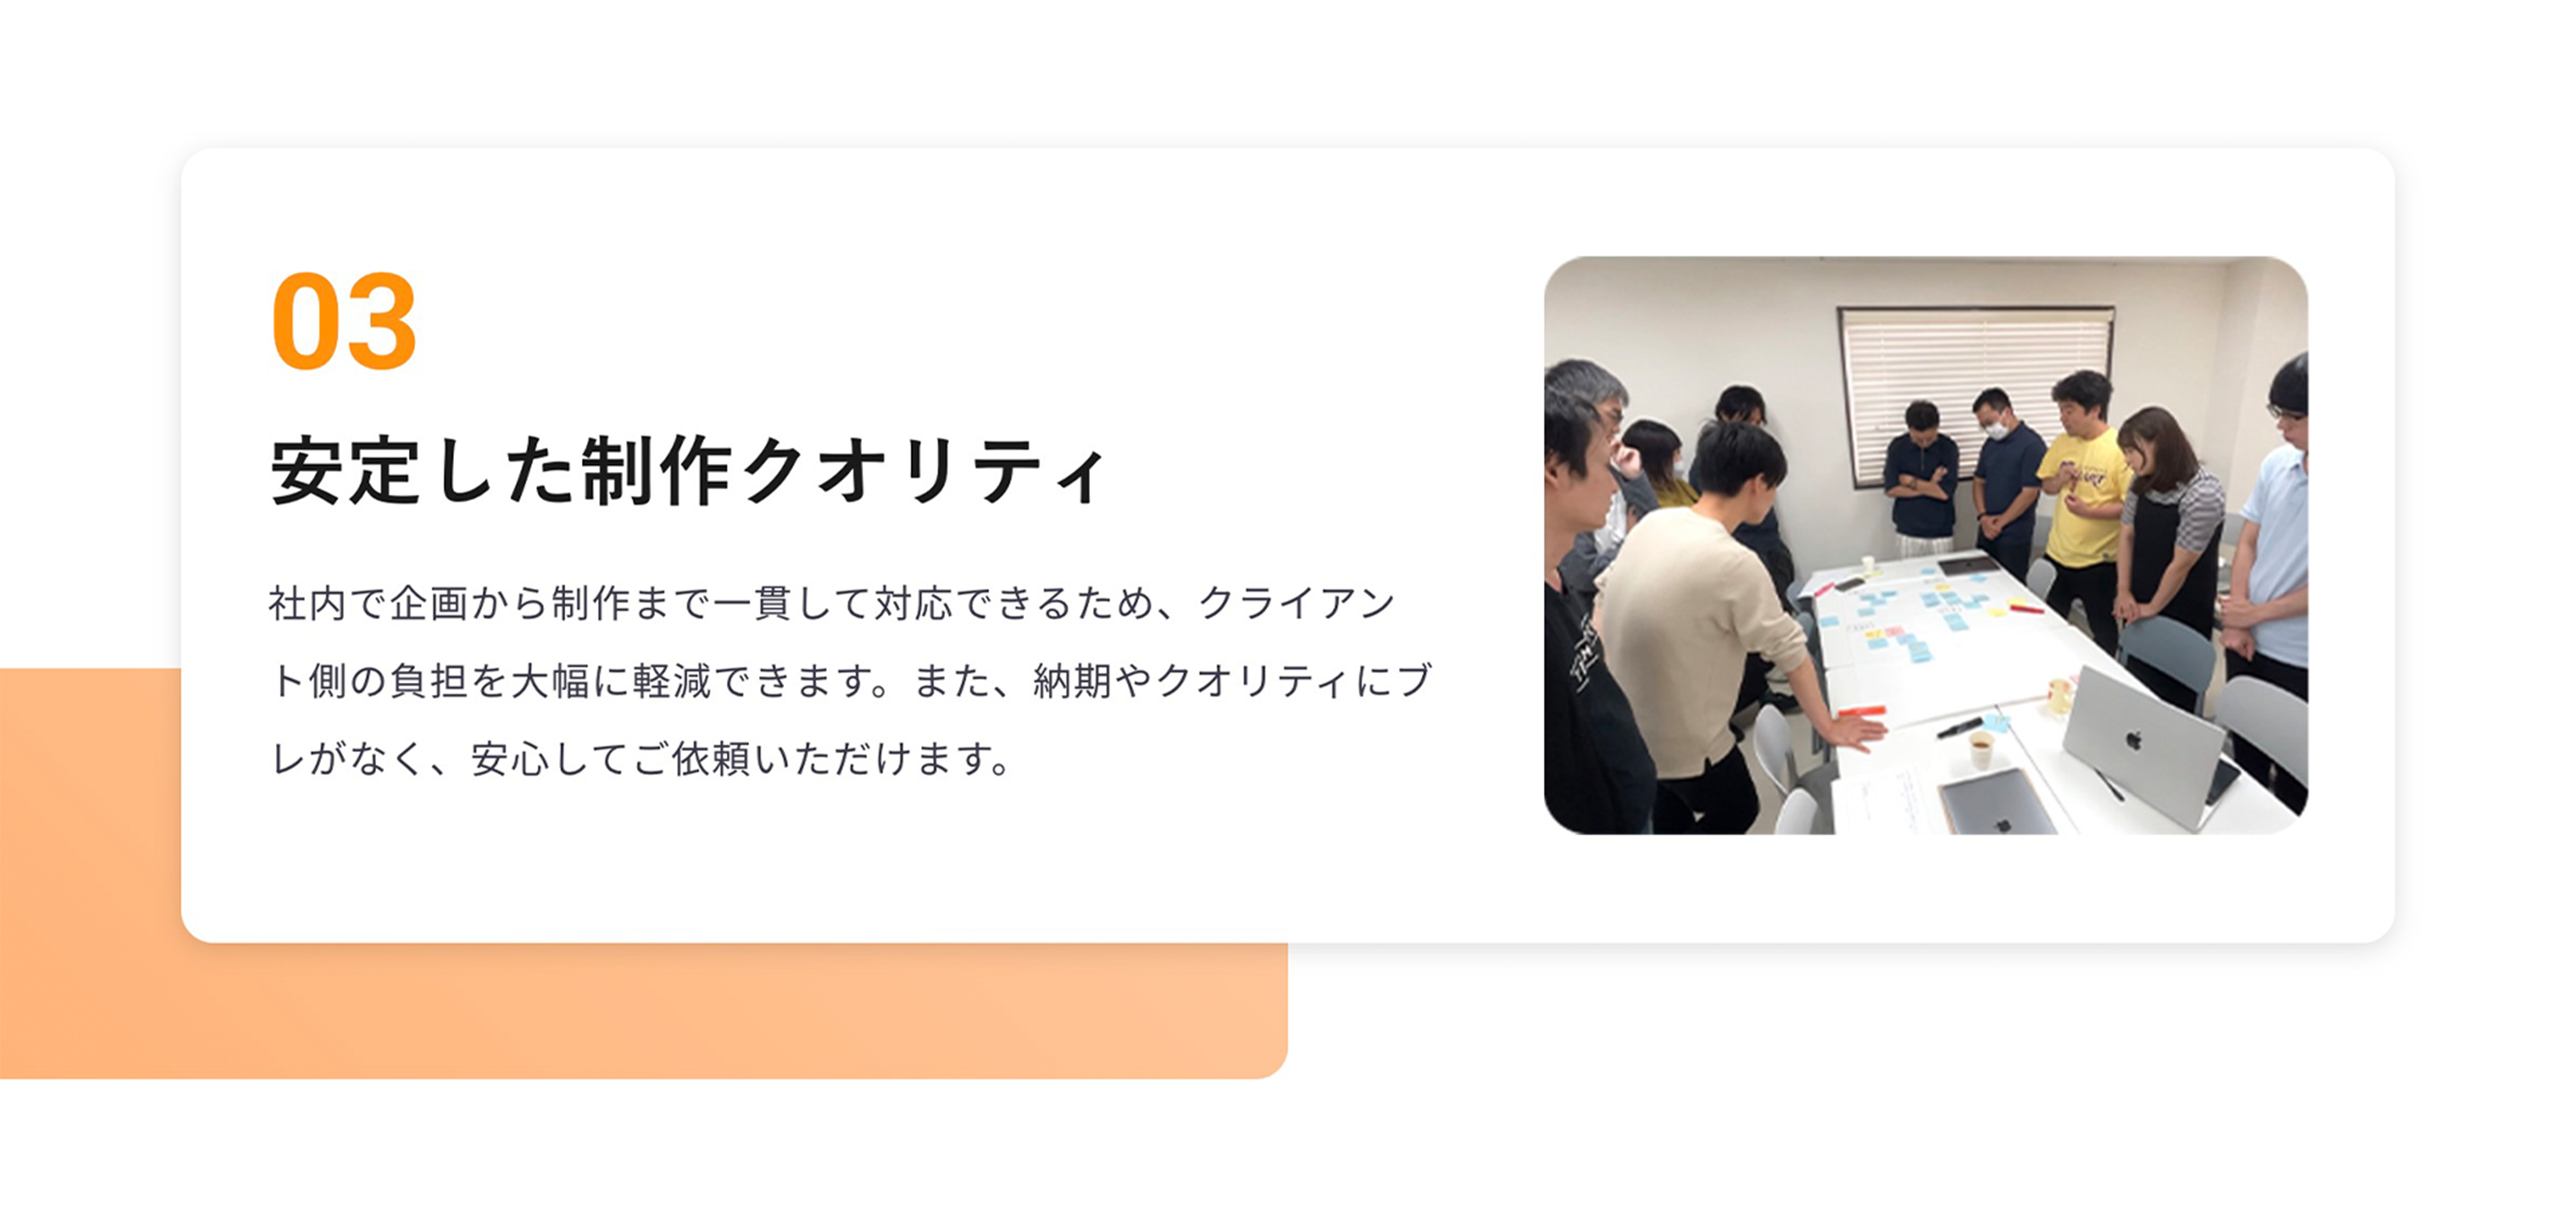 03
安定した制作クオリティ
社内で企画から制作まで一貫して対応できるため、クライアン
ト側の負担を大幅に軽減できます。また、納期やクオリティにブ
レがなく、安心してご依頼いただけます。